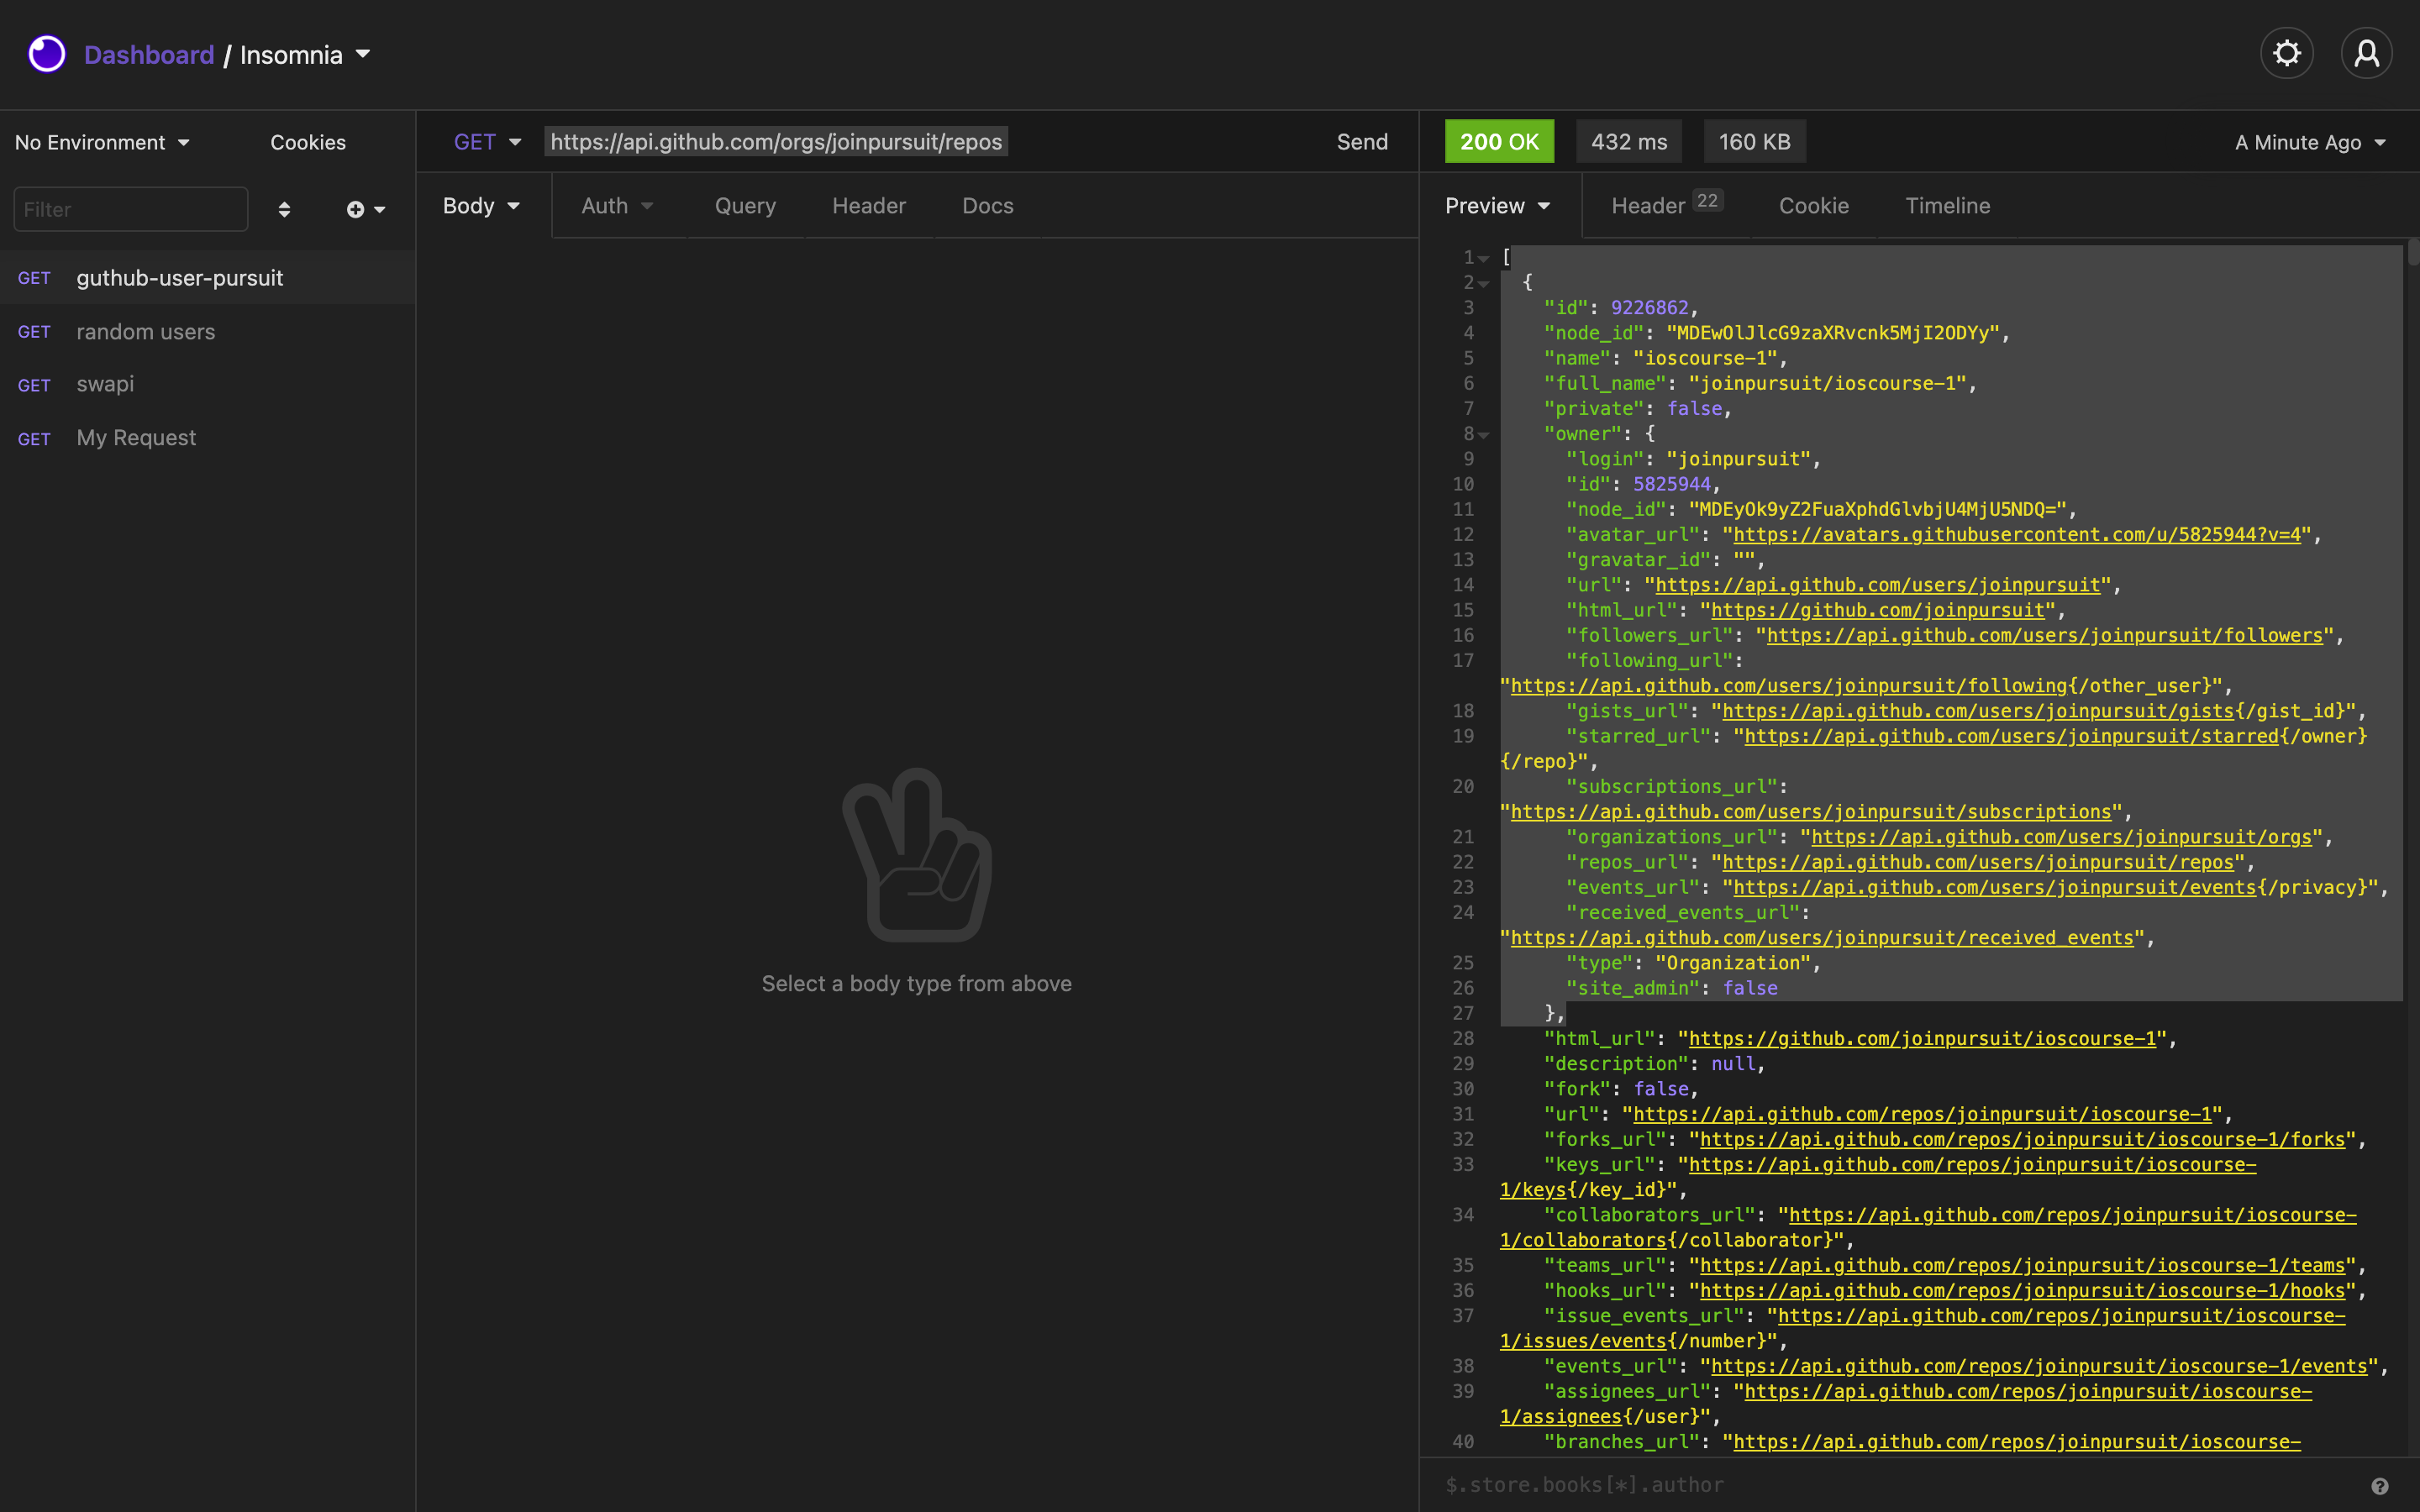 Dashboard / Insomnia
No Environment
Cookies
Filter
GET guthub-user-pursuit
GET random users
GET swapi
GET My Request
GET https://api.github.com/orgs/joinpursuit/repos Send
Body Auth Query Header Docs
Select a body type from above
200 OK 432 ms 160 KB A Minute Ago
Preview Header 22 Cookie Timeline
1 [
2 {
3 "id": 9226862,
4 "node_id": "MDEwOlJlcG9zaXRvcnk5MjI2ODYy",
5 "name": "ioscourse-1",
6 "full_name": "joinpursuit/ioscourse-1",
7 "private": false,
8 "owner": {
9 "login": "joinpursuit",
10 "id": 5825944,
11 "node_id": "MDEyOk9yZ2FuaXphdGlvbjU4MjU5NDQ=",
12 "avatar_url": "https://avatars.githubusercontent.com/u/5825944?v=4",
13 "gravatar_id": "",
14 "url": "https://api.github.com/users/joinpursuit",
15 "html_url": "https://github.com/joinpursuit",
16 "followers_url": "https://api.github.com/users/joinpursuit/followers",
17 "following_url":
"https://api.github.com/users/joinpursuit/following{/other_user}",
18 "gists_url": "https://api.github.com/users/joinpursuit/gists{/gist_id}",
19 "starred_url": "https://api.github.com/users/joinpursuit/starred{/owner}
{/repo}",
20 "subscriptions_url":
"https://api.github.com/users/joinpursuit/subscriptions",
21 "organizations_url": "https://api.github.com/users/joinpursuit/orgs",
22 "repos_url": "https://api.github.com/users/joinpursuit/repos",
23 "events_url": "https://api.github.com/users/joinpursuit/events{/privacy}",
24 "received_events_url":
"https://api.github.com/users/joinpursuit/received_events",
25 "type": "Organization",
26 "site_admin": false
27 },
28 "html_url": "https://github.com/joinpursuit/ioscourse-1",
29 "description": null,
30 "fork": false,
31 "url": "https://api.github.com/repos/joinpursuit/ioscourse-1",
32 "forks_url": "https://api.github.com/repos/joinpursuit/ioscourse-1/forks",
33 "keys_url": "https://api.github.com/repos/joinpursuit/ioscourse-
1/keys{/key_id}",
34 "collaborators_url": "https://api.github.com/repos/joinpursuit/ioscourse-
1/collaborators{/collaborator}",
35 "teams_url": "https://api.github.com/repos/joinpursuit/ioscourse-1/teams",
36 "hooks_url": "https://api.github.com/repos/joinpursuit/ioscourse-1/hooks",
37 "issue_events_url": "https://api.github.com/repos/joinpursuit/ioscourse-
1/issues/events{/number}",
38 "events_url": "https://api.github.com/repos/joinpursuit/ioscourse-1/events",
39 "assignees_url": "https://api.github.com/repos/joinpursuit/ioscourse-
1/assignees{/user}",
40 "branches_url": "https://api.github.com/repos/joinpursuit/ioscourse-
$.store.books[*].author